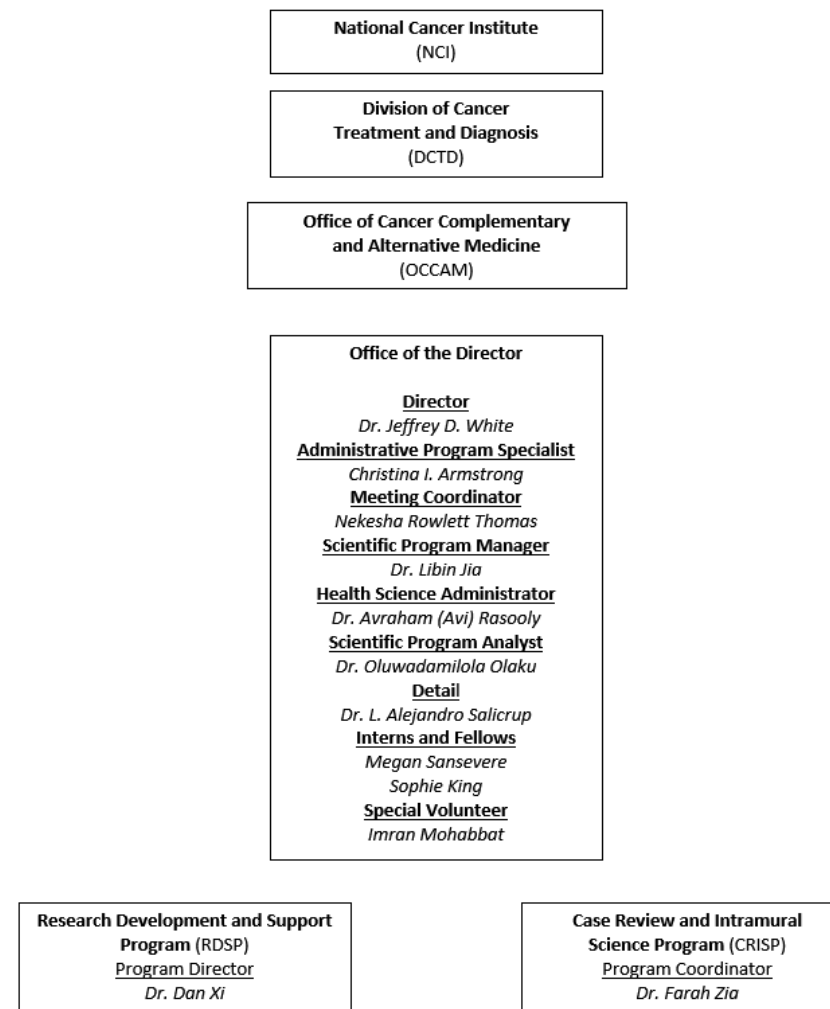 National Cancer Institute
(NCI)
Division of Cancer
Treatment and Diagnosis
(DCTD)
Office of Cancer Complementary
and Alternative Medicine
(OCCAM)
Office of the Director
Director
Dr. Jeffrey D. White
Administrative Program Specialist
Christina I. Armstrong
Meeting Coordinator
Nekesha Rowlett Thomas
Scientific Program Manager
Dr. Libin Jia
Health Science Administrator
Dr. Avraham (Avi) Rasooly
Scientific Program Analyst
Dr. Oluwadamilola Olaku
Detail
Dr. L. Alejandro Salicrup
Interns and Fellows
Megan Sansevere
Sophie King
Special Volunteer
Imran Mohabbat
Research Development and Support
Program (RDSP)
Program Director
Dr. Dan Xi
Case Review and Intramural
Science Program (CRISP)
Program Coordinator
Dr. Farah Zia